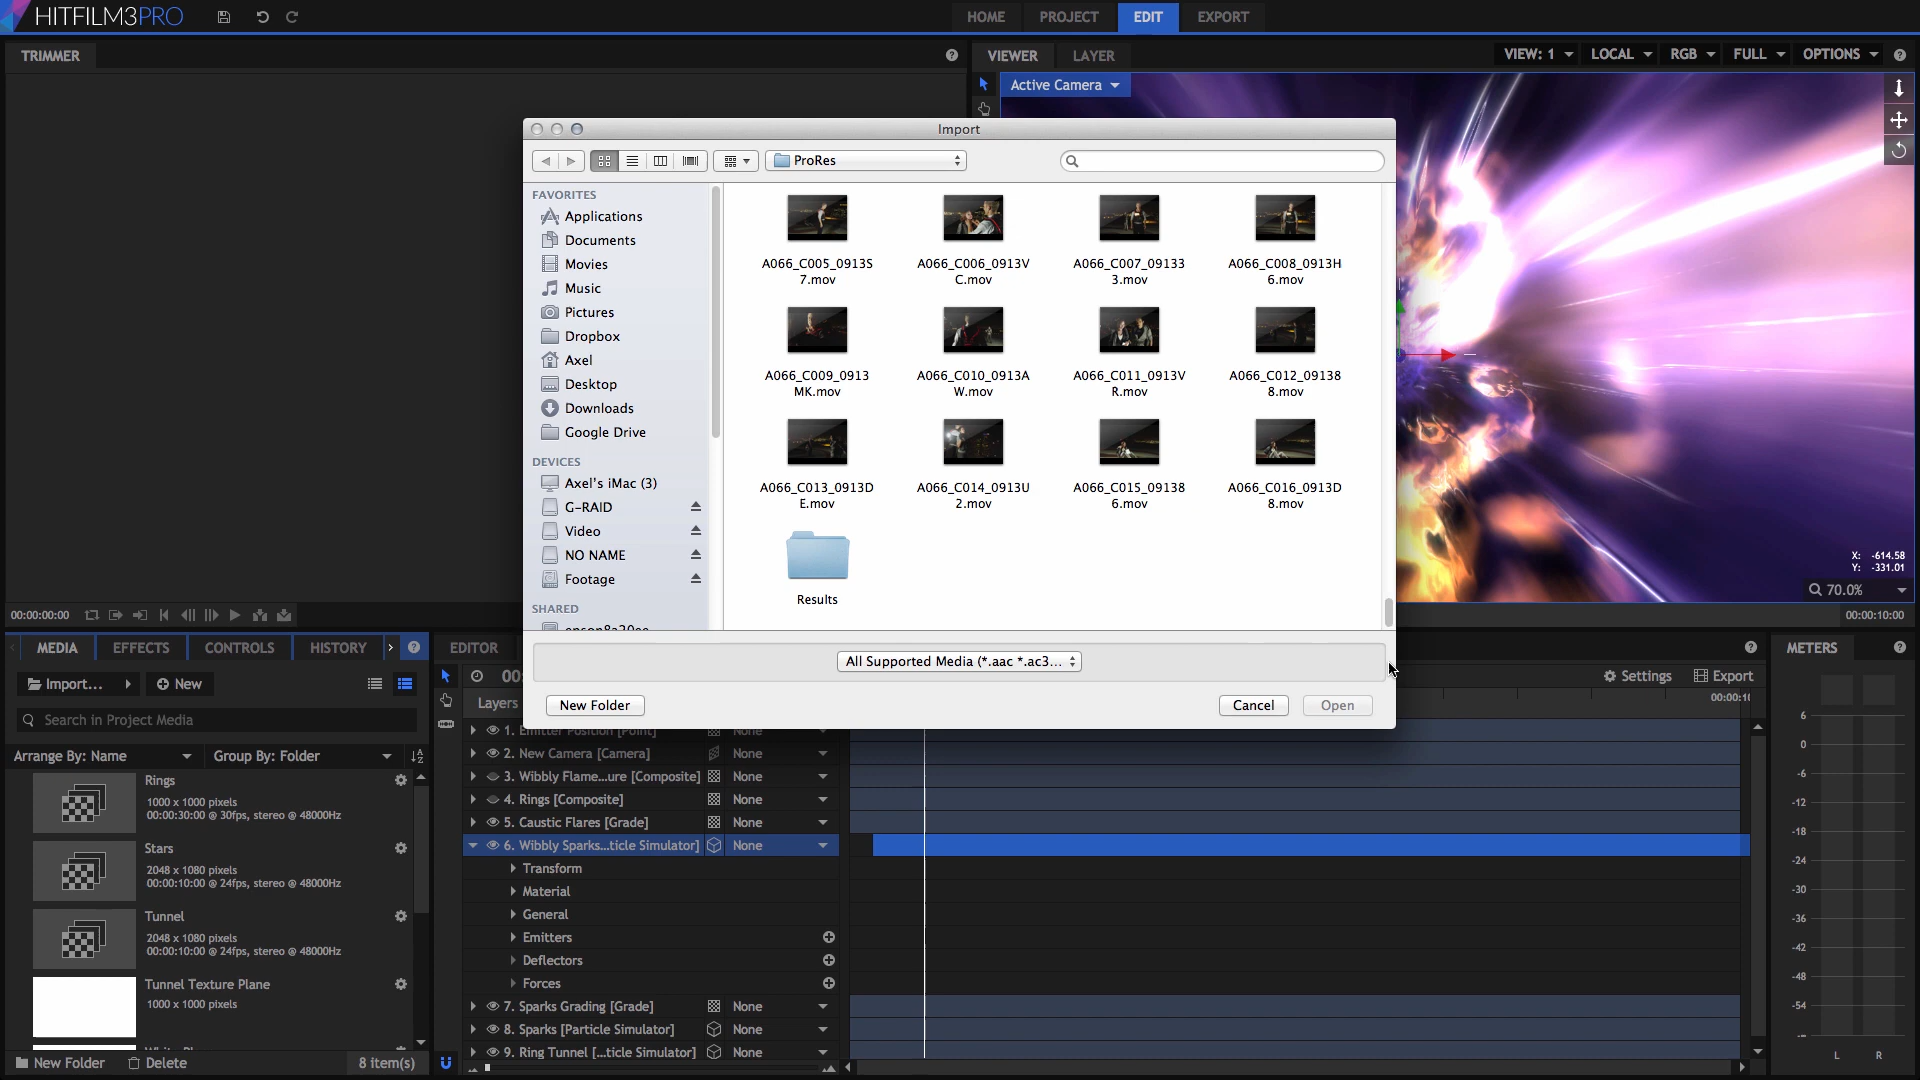 HITFILM3PRO
HOME
PROJECT
EDIT
EXPORT
TRIMMER
VIEWER
LAYER
VIEW: 1
LOCAL
RGB
FULL
OPTIONS
Active Camera
Import
ProRes
FAVORITES
Applications
Documents
Movies
Music
Pictures
Dropbox
Axel
Desktop
Downloads
Google Drive
DEVICES
Axel's iMac (3)
G-RAID
Video
NO NAME
Footage
SHARED
A066_C005_0913S
7.mov
A066_C006_0913V
C.mov
A066_C007_09133
3.mov
A066_C008_0913H
6.mov
A066_C009_0913
MK.mov
A066_C010_0913A
W.mov
A066_C011_0913V
R.mov
A066_C012_09138
8.mov
A066_C013_0913D
E.mov
A066_C014_0913U
2.mov
A066_C015_09138
6.mov
A066_C016_0913D
8.mov
Results
All Supported Media (*.aac *.ac3...
New Folder
Cancel
Open
X: -614.58
Y: -331.01
70.0%
00:00:00:00
00:00:10:00
MEDIA
EFFECTS
CONTROLS
HISTORY
Import...
New
Search in Project Media
Arrange By: Name
Group By: Folder
Rings
1000 x 1000 pixels
00:00:30:00 @ 30fps, stereo @ 48000Hz
Stars
2048 x 1080 pixels
00:00:10:00 @ 24fps, stereo @ 48000Hz
Tunnel
2048 x 1080 pixels
00:00:10:00 @ 24fps, stereo @ 48000Hz
Tunnel Texture Plane
1000 x 1000 pixels
New Folder
Delete
8 item(s)
EDITOR
00:
Settings
Export
Layers
00:00:1
1. Emitter Position [Point] None
2. New Camera [Camera] None
3. Wibbly Flame...ure [Composite] None
4. Rings [Composite] None
5. Caustic Flares [Grade] None
6. Wibbly Sparks...ticle Simulator] None
Transform
Material
General
Emitters
Deflectors
Forces
7. Sparks Grading [Grade] None
8. Sparks [Particle Simulator] None
9. Ring Tunnel [...ticle Simulator] None
METERS
6
0
-6
-12
-18
-24
-30
-36
-42
-48
-54
L R